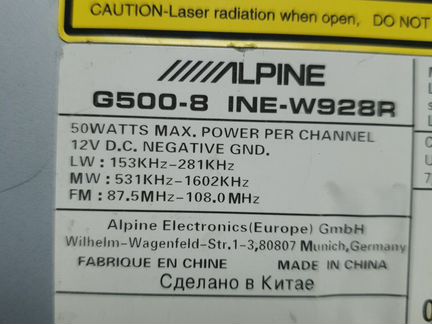 CAUTION-Laser radiation when open, DO NOT
ALPINE
G500-8 INE-W928R
50WATTS MAX. POWER PER CHANNEL
12V D.C. NEGATIVE GND.
LW : 153KHz-281KHz
MW : 531KHz-1602KHz
FM : 87.5MHz-108.0MHz
Alpine Electronics(Europe) GmbH
Wilhelm-Wagenfeld-Str.1-3,80807 Munich,Germany
FABRIQUE EN CHINE MADE IN CHINA
Сделано в Китае